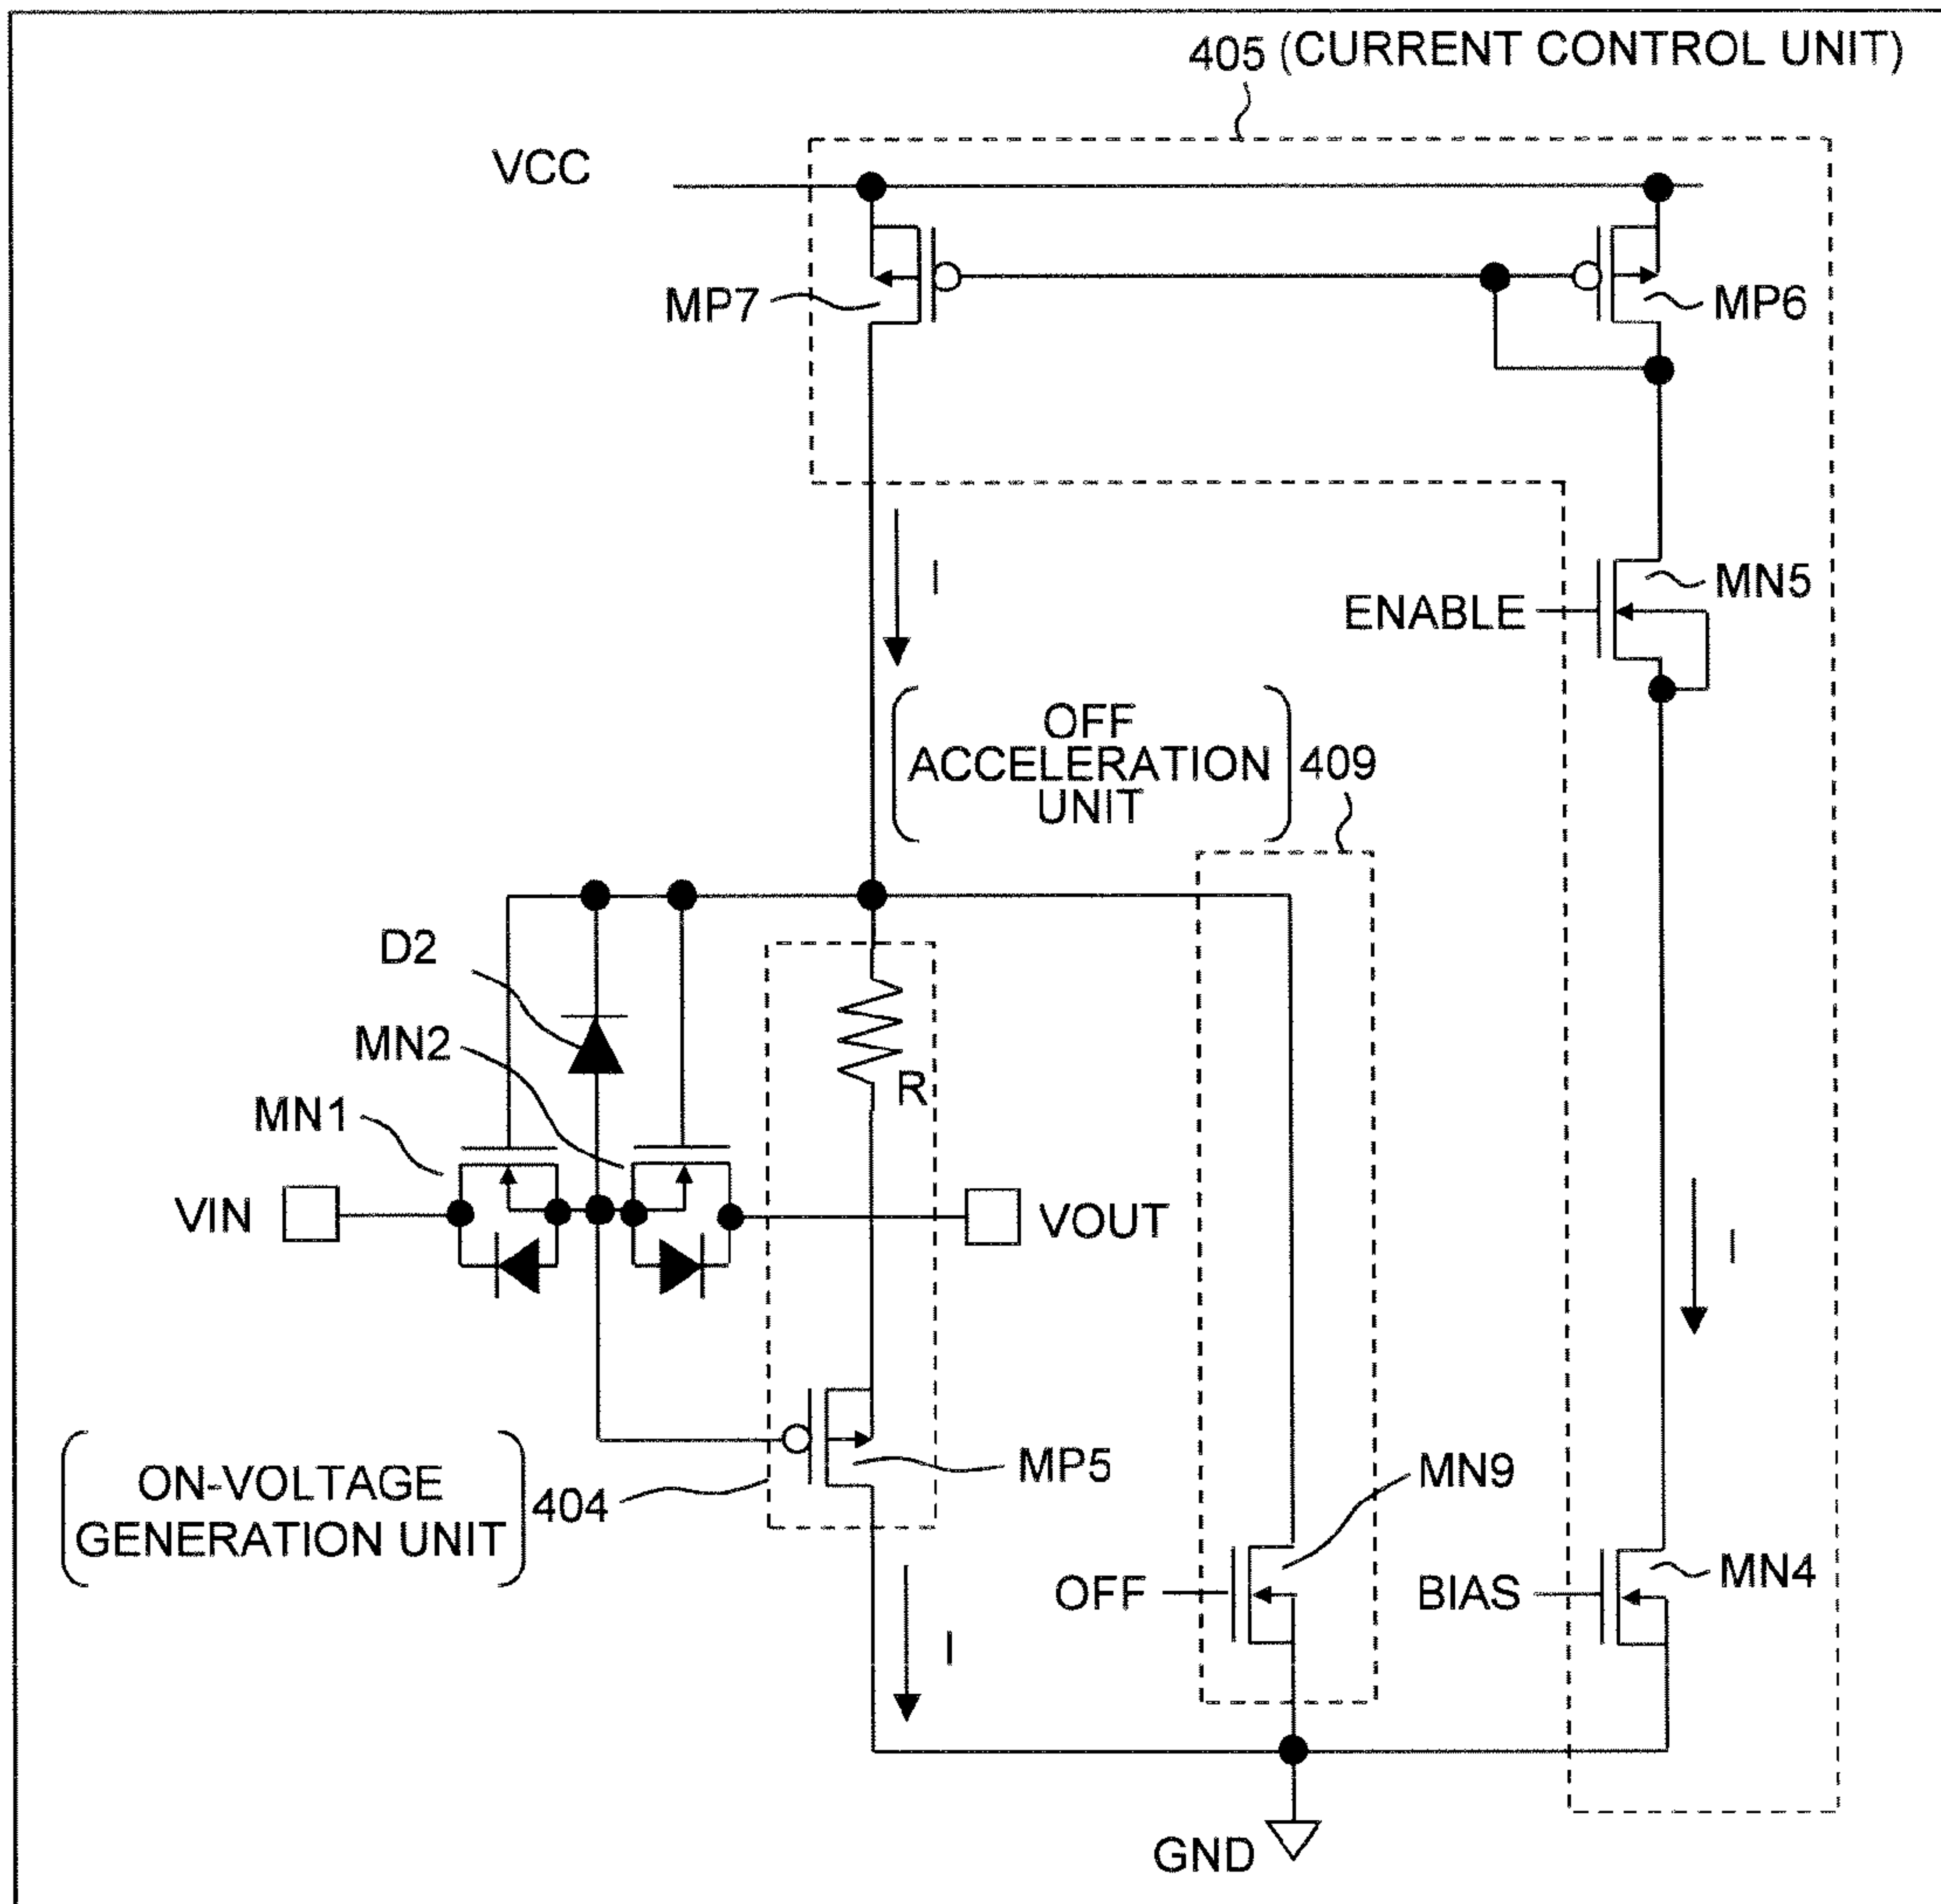 405 (CURRENT CONTROL UNIT)
VCC
MP7
MP6
I
MN5
ENABLE
OFF
ACCELERATION
UNIT
409
D2
MN2
R
MN1
VIN
VOUT
I
MP5
MN9
ON-VOLTAGE
GENERATION UNIT
404
OFF
BIAS
MN4
I
GND